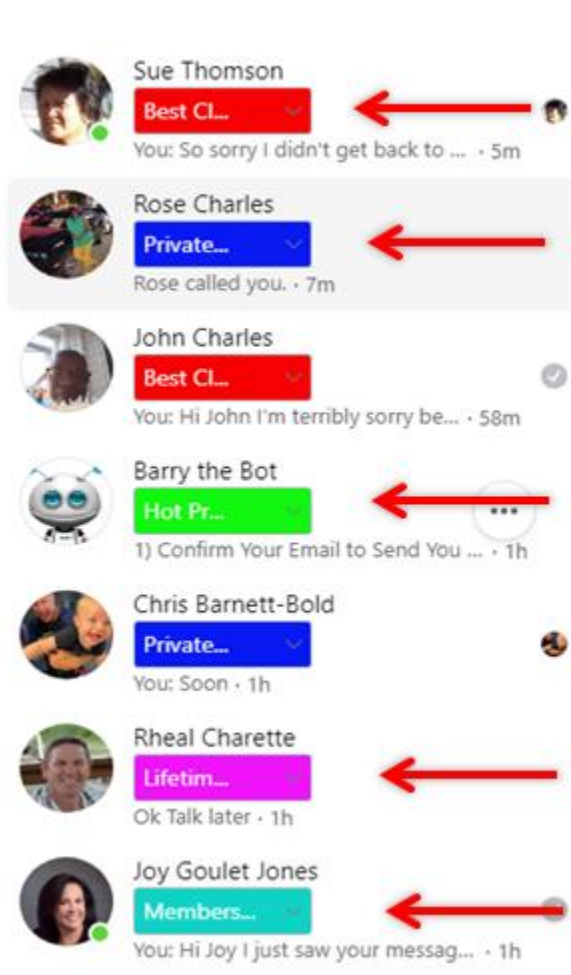 Sue Thomson
Best Cl...
You: So sorry I didn't get back to ... · 5m
Rose Charles
Private...
Rose called you. · 7m
John Charles
Best Cl...
You: Hi John I'm terribly sorry be... · 58m
Barry the Bot
Hot Pr...
1) Confirm Your Email to Send You ... · 1h
Chris Barnett-Bold
Private...
You: Soon · 1h
Rheal Charette
Lifetim...
Ok Talk later · 1h
Joy Goulet Jones
Members...
You: Hi Joy I just saw your messag... · 1h